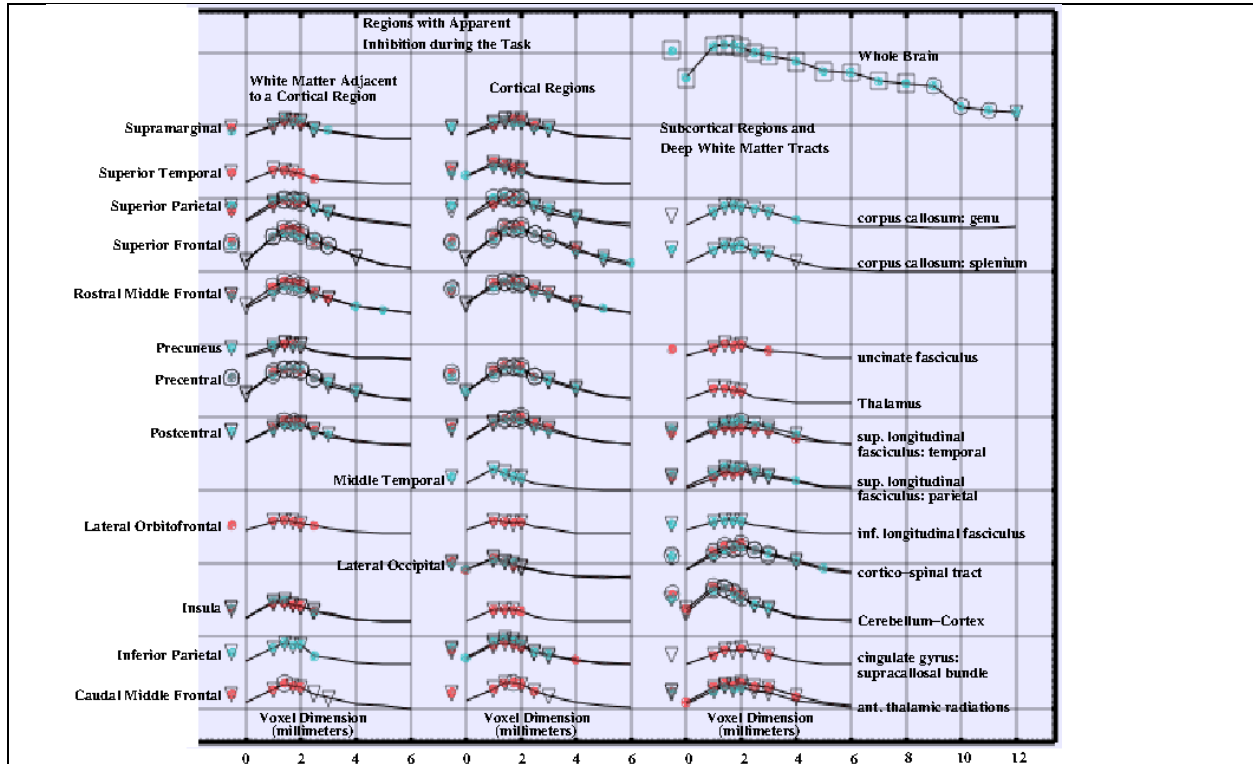 Regions with Apparent
Inhibition during the Task
Whole Brain
White Matter Adjacent
to a Cortical Region
Cortical Regions
Subcortical Regions and
Deep White Matter Tracts
Supramarginal
Superior Temporal
Superior Parietal
Superior Frontal
Rostral Middle Frontal
Precuneus
Precentral
Postcentral
Middle Temporal
Lateral Orbitofrontal
Lateral Occipital
Insula
Inferior Parietal
Caudal Middle Frontal
corpus callosum: genu
corpus callosum: splenium
uncinate fasciculus
Thalamus
sup. longitudinal
fasciculus: temporal
sup. longitudinal
fasciculus: parietal
inf. longitudinal fasciculus
cortico-spinal tract
Cerebellum-Cortex
cingulate gyrus:
supracallosal bundle
ant. thalamic radiations
Voxel Dimension
(millimeters)
Voxel Dimension
(millimeters)
Voxel Dimension
(millimeters)
0 2 4 6 0 2 4 6 0 2 4 6 8 10 12